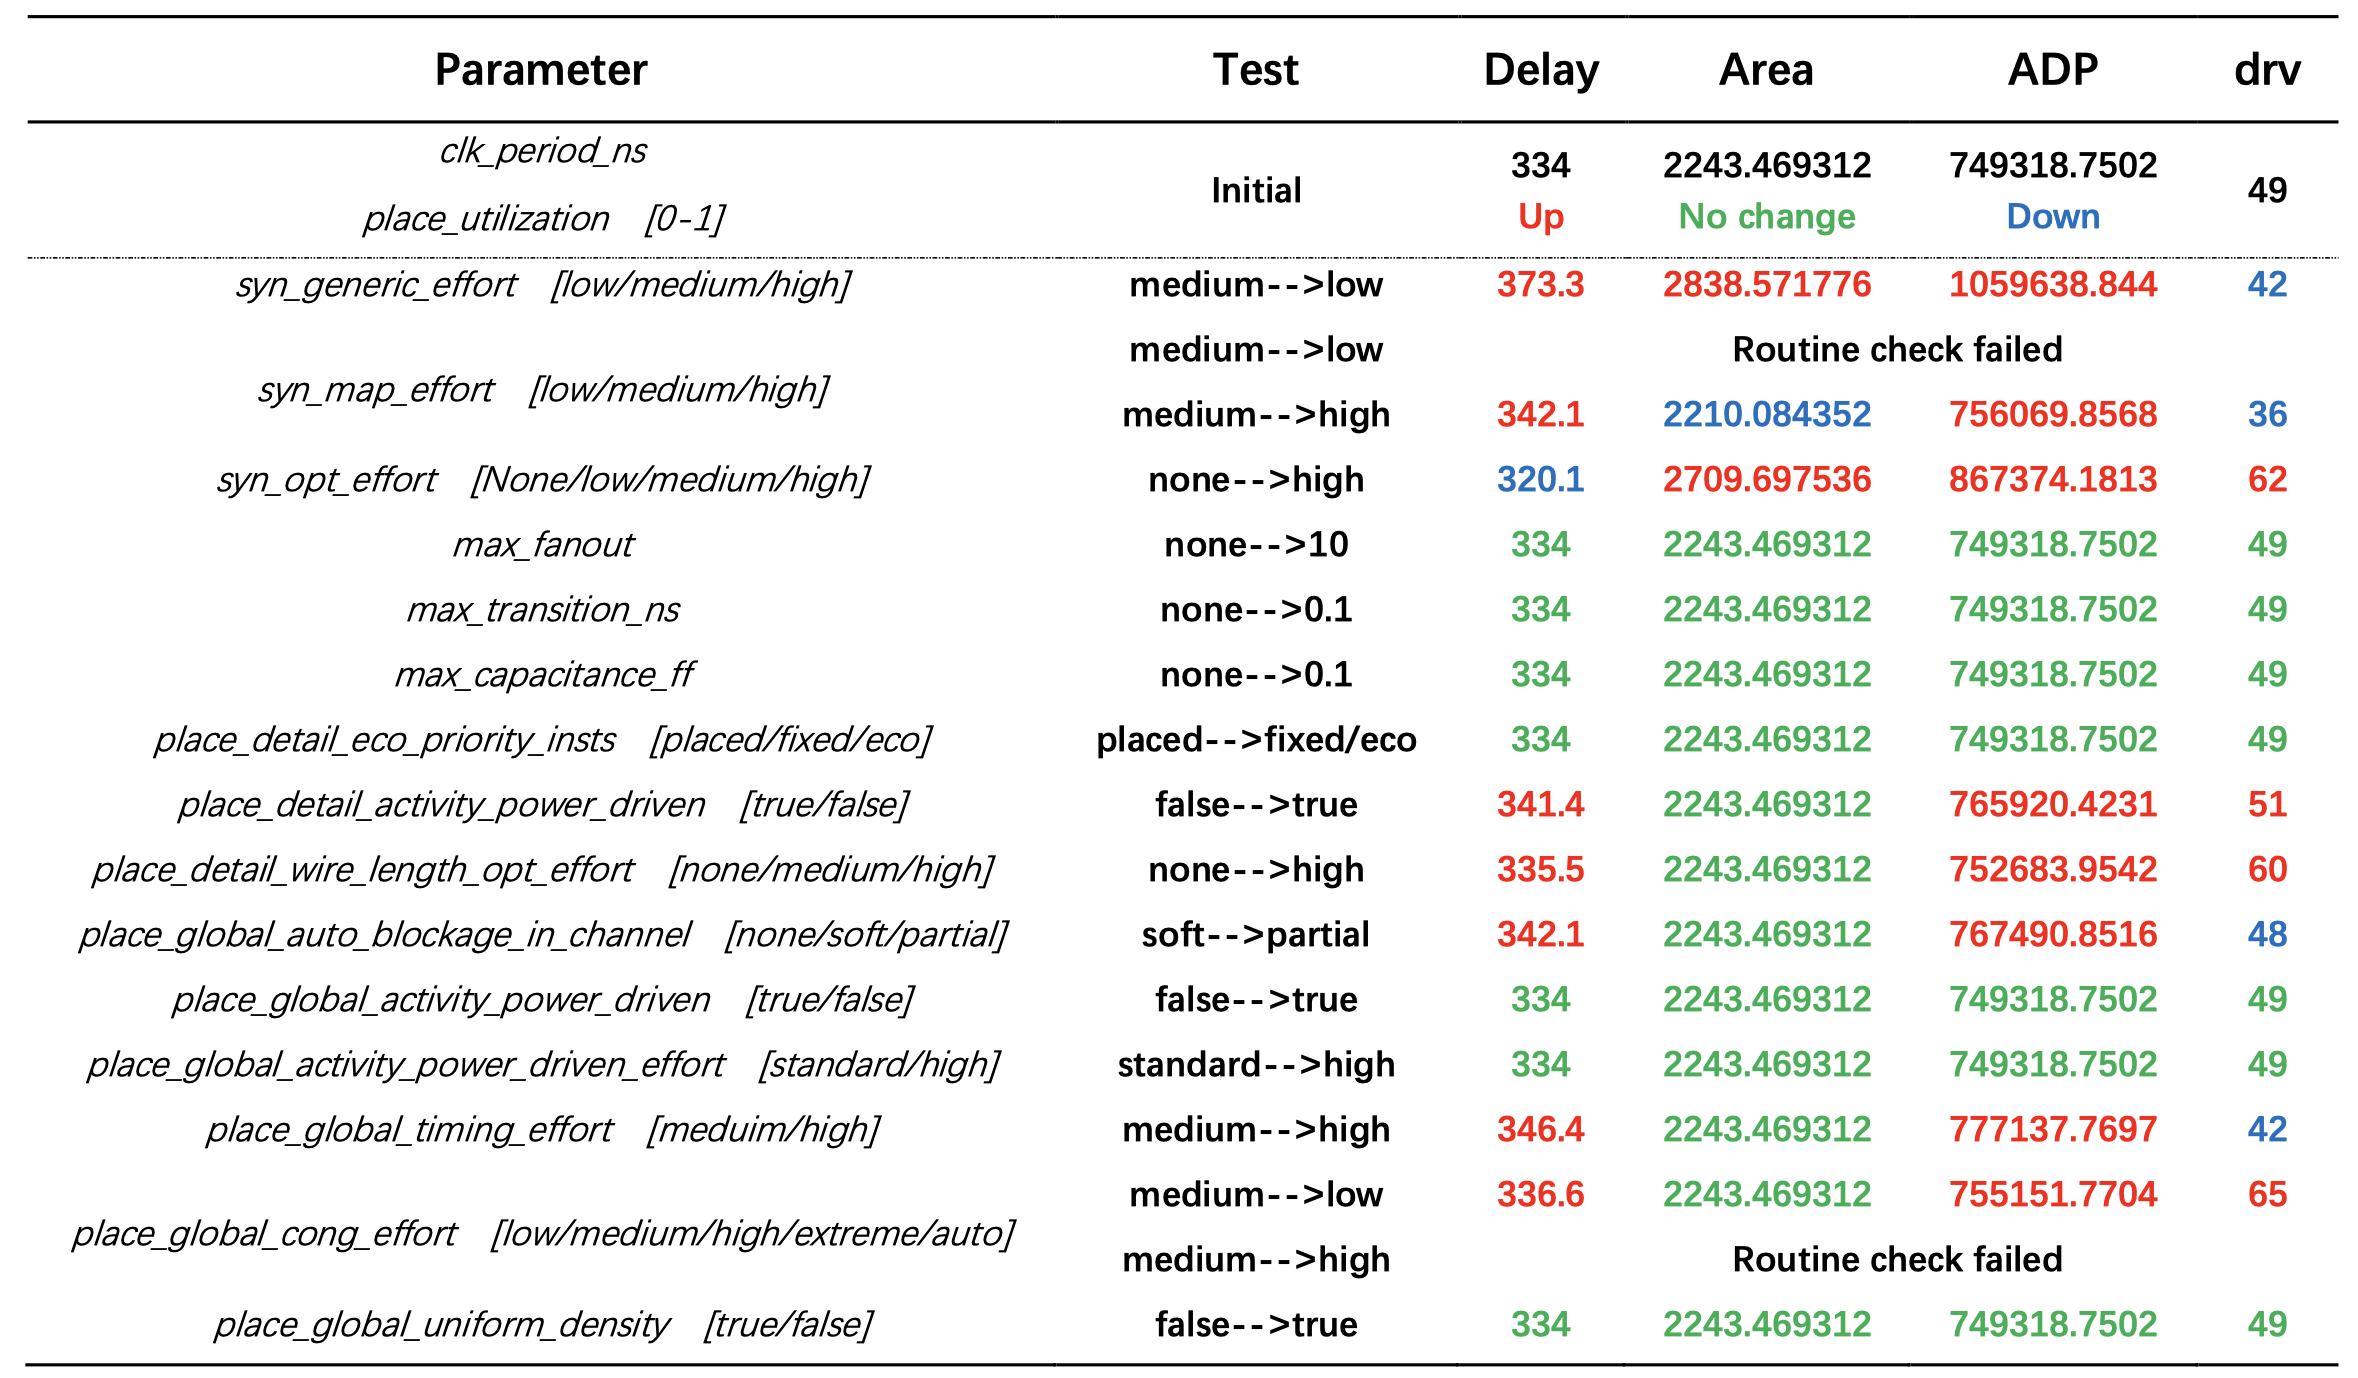 Parameter Test Delay Area ADP drv
clk_period_ns
place_utilization [0-1]
Initial
334 2243.469312 749318.7502
Up No change Down
49
syn_generic_effort [low/medium/high] medium-->low 373.3 2838.571776 1059638.844 42
syn_map_effort [low/medium/high]
medium-->low Routine check failed
medium-->high 342.1 2210.084352 756069.8568 36
syn_opt_effort [None/low/medium/high] none-->high 320.1 2709.697536 867374.1813 62
max_fanout none-->10 334 2243.469312 749318.7502 49
max_transition_ns none-->0.1 334 2243.469312 749318.7502 49
max_capacitance_ff none-->0.1 334 2243.469312 749318.7502 49
place_detail_eco_priority_insts [placed/fixed/eco] placed-->fixed/eco 334 2243.469312 749318.7502 49
place_detail_activity_power_driven [true/false] false-->true 341.4 2243.469312 765920.4231 51
place_detail_wire_length_opt_effort [none/medium/high] none-->high 335.5 2243.469312 752683.9542 60
place_global_auto_blockage_in_channel [none/soft/partial] soft-->partial 342.1 2243.469312 767490.8516 48
place_global_activity_power_driven [true/false] false-->true 334 2243.469312 749318.7502 49
place_global_activity_power_driven_effort [standard/high] standard-->high 334 2243.469312 749318.7502 49
place_global_timing_effort [meduim/high] medium-->high 346.4 2243.469312 777137.7697 42
place_global_cong_effort [low/medium/high/extreme/auto]
medium-->low 336.6 2243.469312 755151.7704 65
medium-->high Routine check failed
place_global_uniform_density [true/false] false-->true 334 2243.469312 749318.7502 49